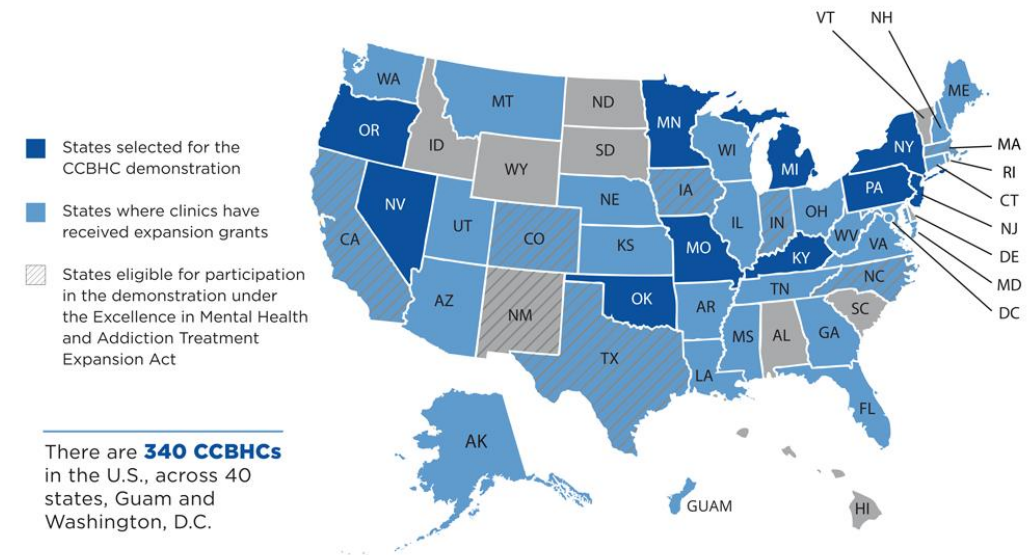 VT
NH
WA
MT
ND
MN
ME
OR
ID
SD
WI
MI
NY
MA
RI
WY
IA
PA
CT
NV
NE
IL
IN
OH
NJ
UT
CO
KS
MO
WV
VA
DE
CA
KY
MD
AZ
NM
OK
AR
TN
NC
DC
SC
TX
MS
AL
GA
LA
FL
AK
GUAM
HI
States selected for the
CCBHC demonstration
States where clinics have
received expansion grants
States eligible for participation
in the demonstration under
the Excellence in Mental Health
and Addiction Treatment
Expansion Act
There are 340 CCBHCs
in the U.S., across 40
states, Guam and
Washington, D.C.